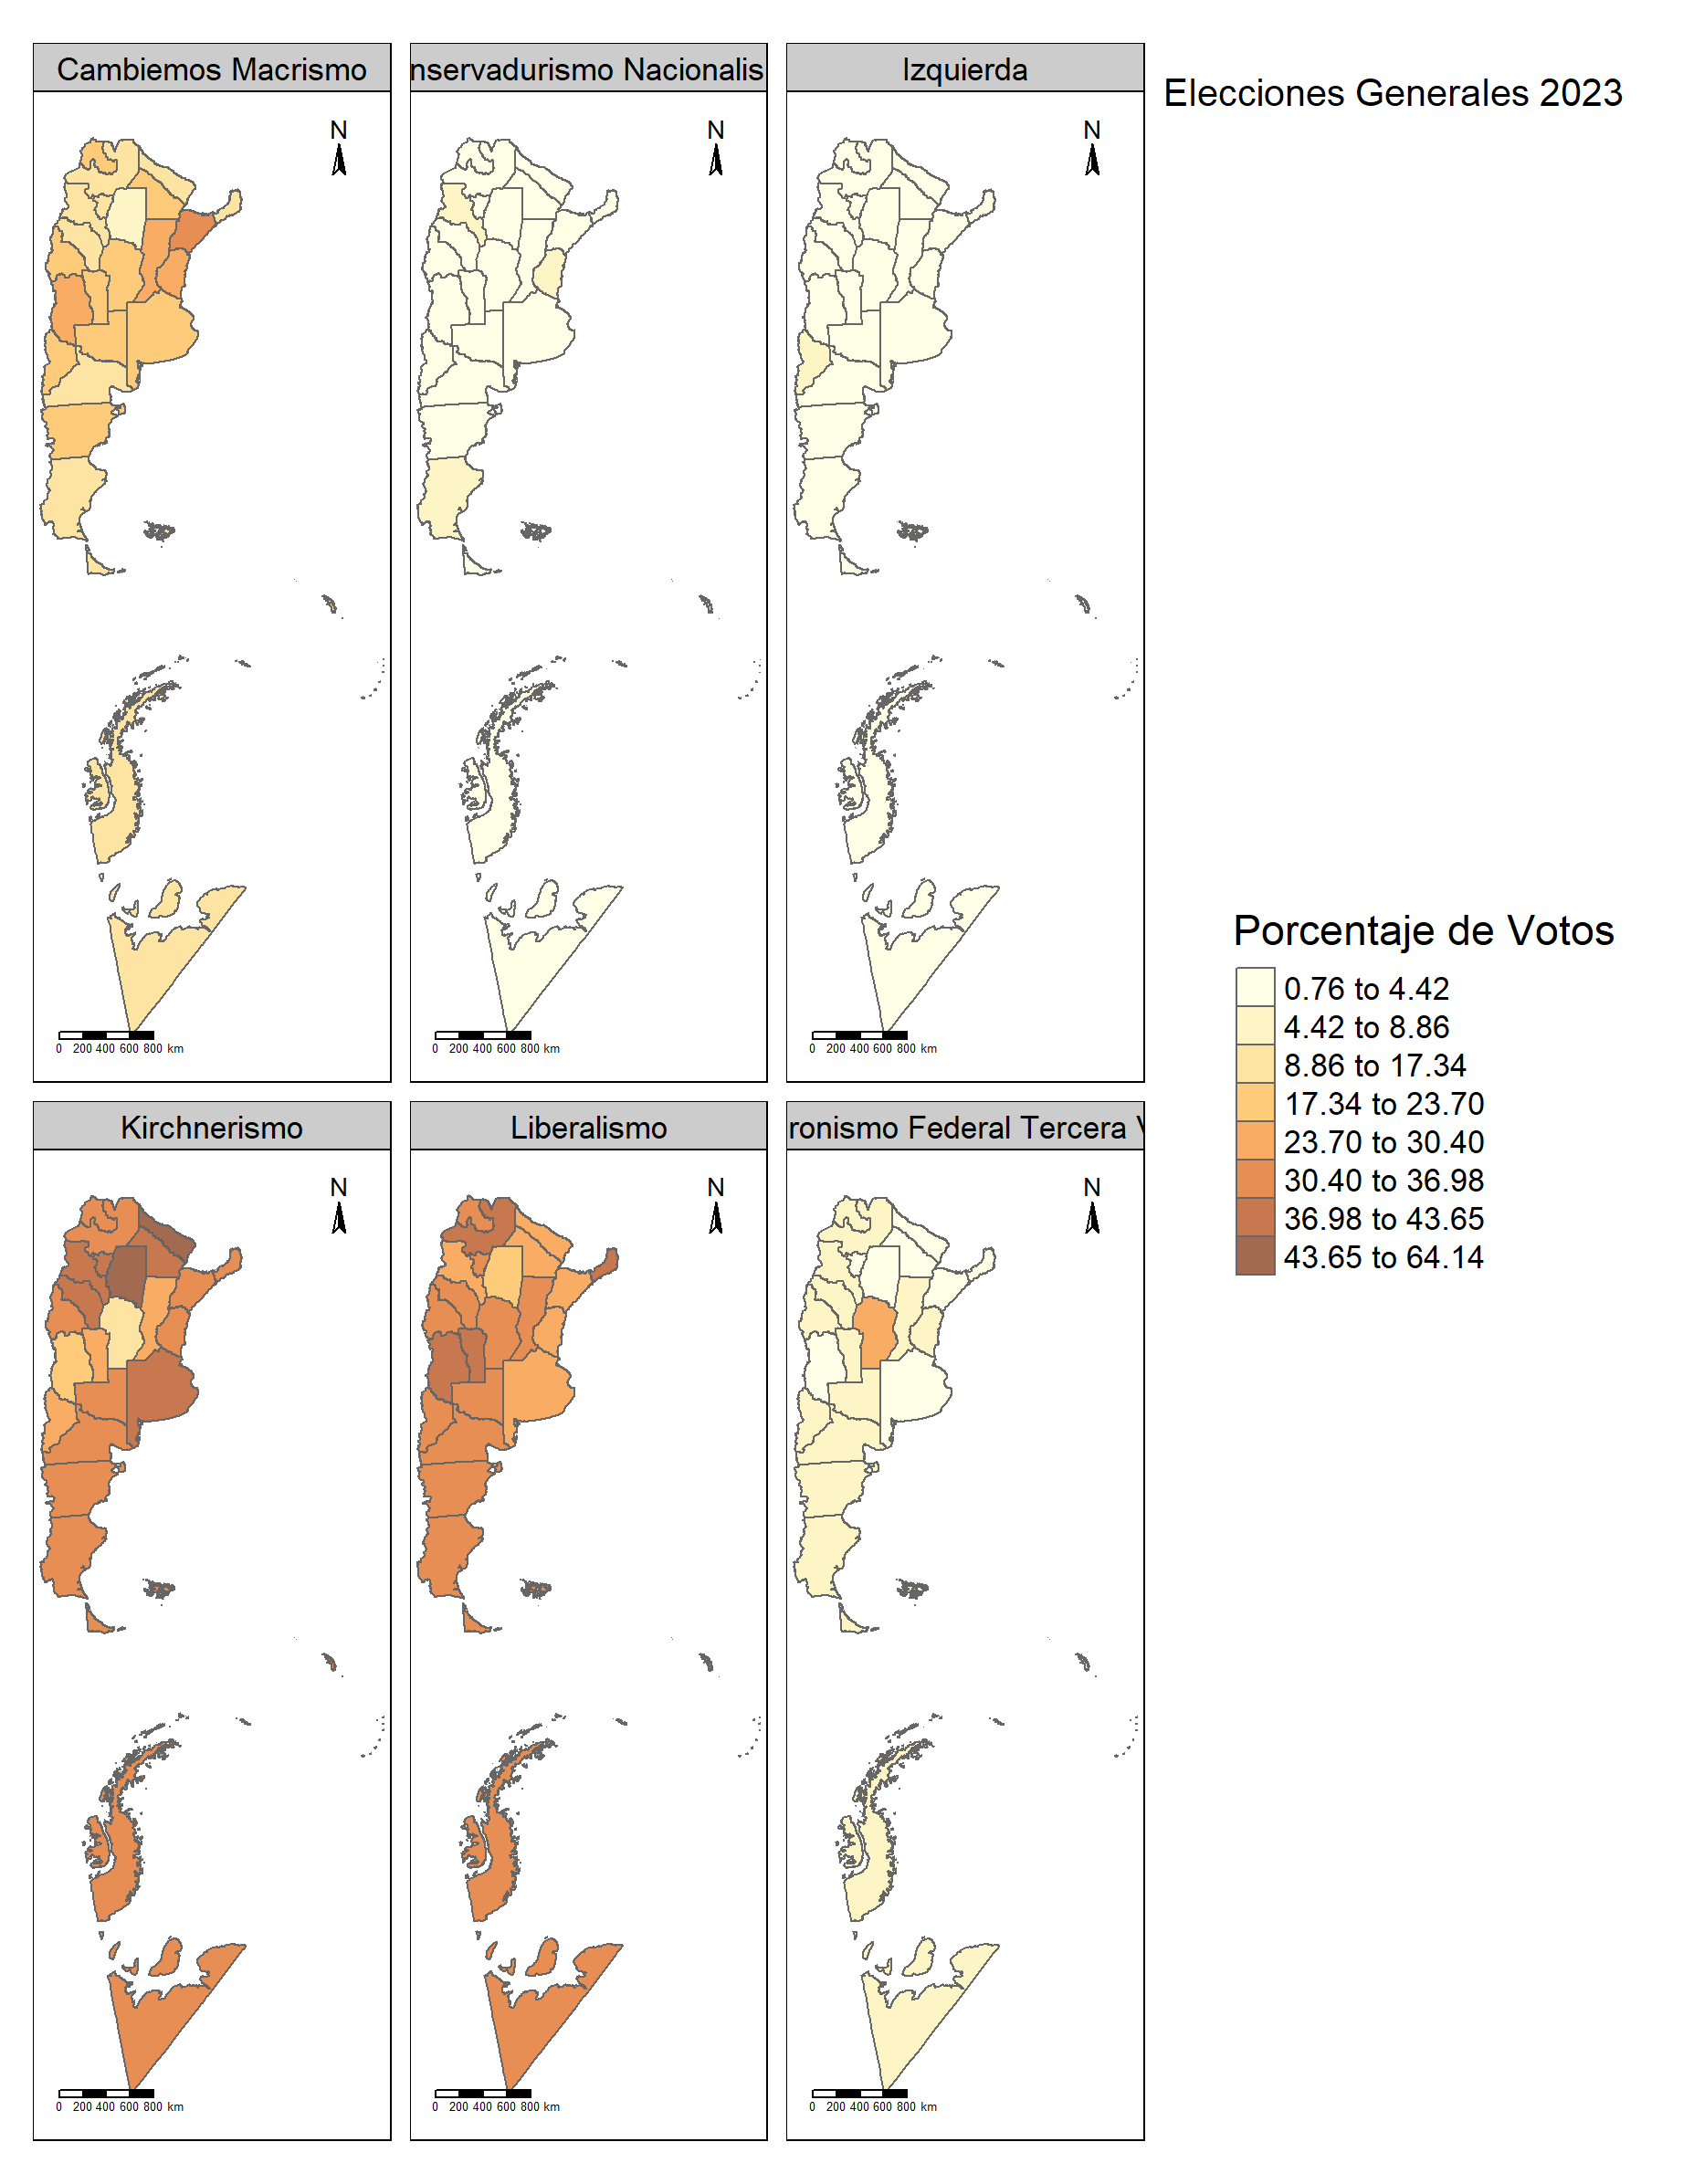 Cambiemos Macrismo
nservadurismo Nacionalis
Izquierda
Elecciones Generales 2023
N
N
N
0 200 400 600 800 km
0 200 400 600 800 km
0 200 400 600 800 km
Porcentaje de Votos
0.76 to 4.42
4.42 to 8.86
8.86 to 17.34
17.34 to 23.70
23.70 to 30.40
30.40 to 36.98
36.98 to 43.65
43.65 to 64.14
Kirchnerismo
Liberalismo
ronismo Federal Tercera V
N
N
N
0 200 400 600 800 km
0 200 400 600 800 km
0 200 400 600 800 km